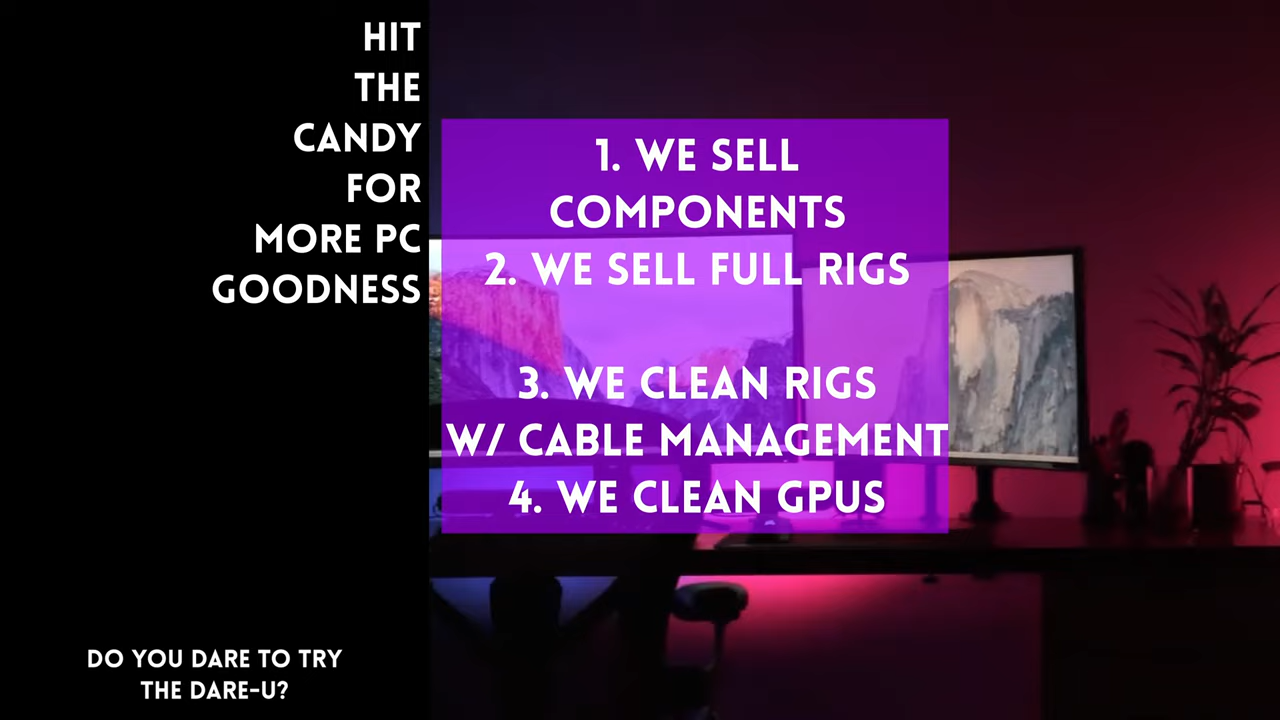 HIT
THE
CANDY
FOR
MORE PC
GOODNESS
1. WE SELL
COMPONENTS
2. WE SELL FULL RIGS
3. WE CLEAN RIGS
W/ CABLE MANAGEMENT
4. WE CLEAN GPUS
DO YOU DARE TO TRY
THE DARE-U?